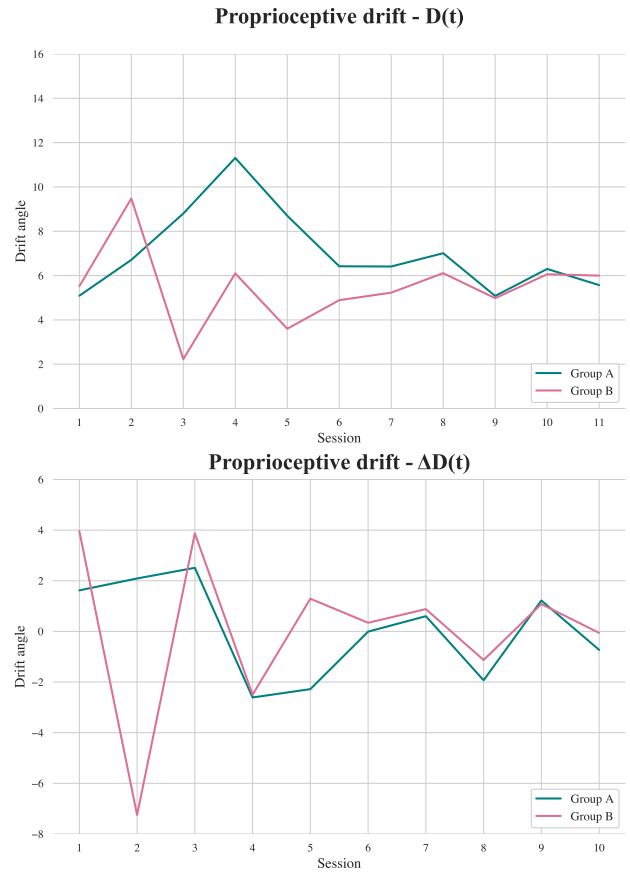 Proprioceptive drift - D(t)
16
14
12
10
8
6
4
2
0
Drift angle
1 2 3 4 5 6 7 8 9 10 11
Session
Group A
Group B
Proprioceptive drift - ΔD(t)
6
4
2
0
−2
−4
−6
−8
Drift angle
1 2 3 4 5 6 7 8 9 10
Session
Group A
Group B